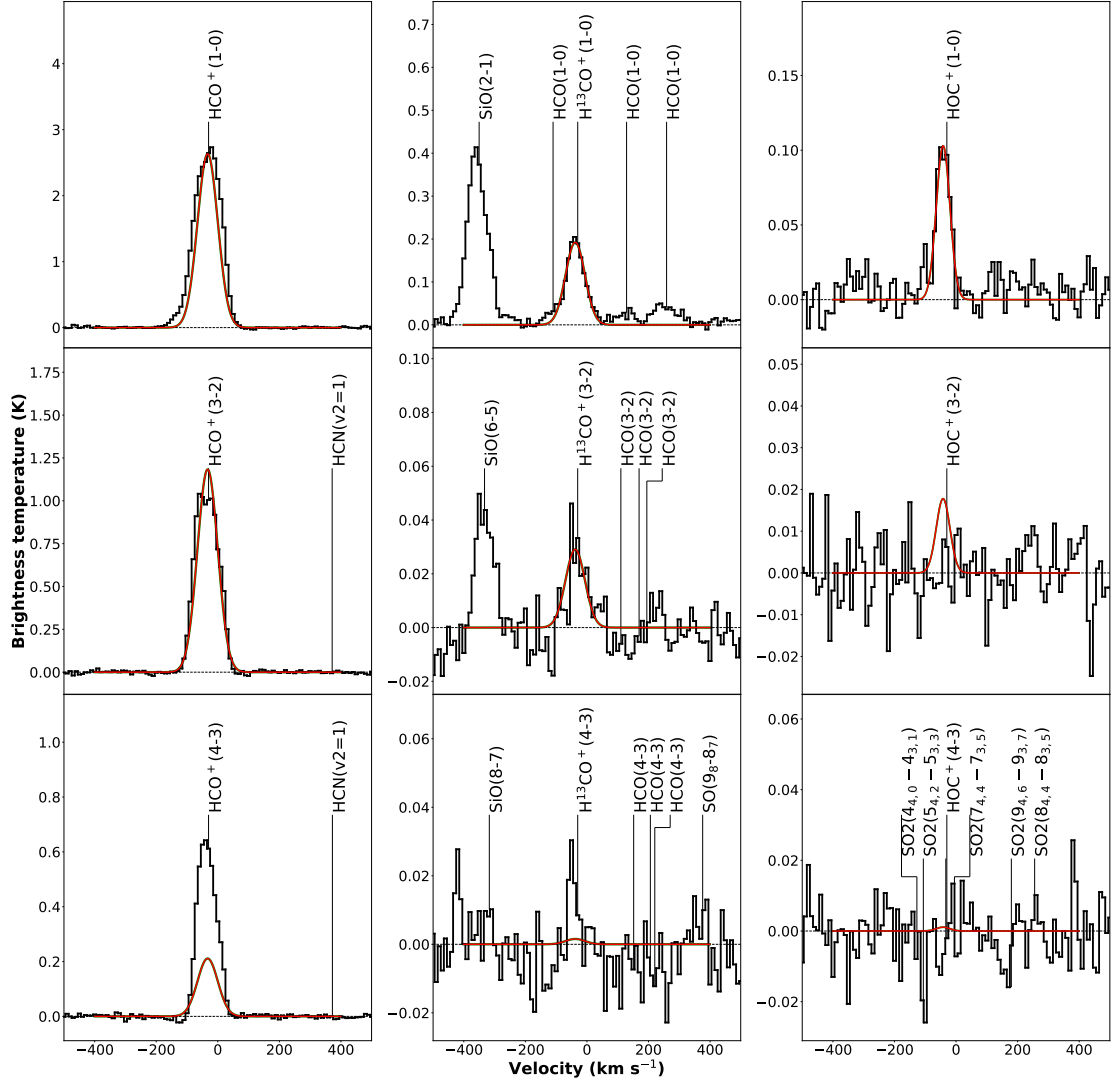 HCO⁺(1-0)
4
3
2
1
0
SiO(2-1)
HCO(1-0)
H¹³CO⁺(1-0)
HCO(1-0)
HCO(1-0)
0.7
0.6
0.5
0.4
0.3
0.2
0.1
0.0
HOC⁺(1-0)
0.15
0.10
0.05
0.00
Brightness temperature (K)
HCO⁺(3-2)
HCN(v2=1)
1.75
1.50
1.25
1.00
0.75
0.50
0.25
0.00
SiO(6-5)
H¹³CO⁺(3-2)
HCO(3-2)
HCO(3-2)
HCO(3-2)
0.10
0.08
0.06
0.04
0.02
0.00
−0.02
HOC⁺(3-2)
0.05
0.04
0.03
0.02
0.01
0.00
−0.01
−0.02
HCO⁺(4-3)
HCN(v2=1)
1.0
0.8
0.6
0.4
0.2
0.0
−400 −200 0 200 400
SiO(8-7)
H¹³CO⁺(4-3)
HCO(4-3)
HCO(4-3)
HCO(4-3)
SO(9₈-8₇)
0.06
0.04
0.02
0.00
−0.02
−400 −200 0 200 400
SO2(4₄,₀ − 4₃,₁)
SO2(5₄,₂ − 5₃,₃)
HOC⁺(4-3)
SO2(7₄,₄ − 7₃,₅)
SO2(9₄,₆ − 9₃,₇)
SO2(8₄,₄ − 8₃,₅)
0.06
0.04
0.02
0.00
−0.02
−400 −200 0 200 400
Velocity (km s⁻¹)